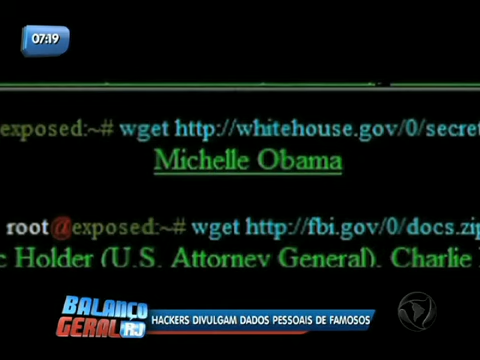 07:19
exposed:~# wget http://whitehouse.gov/0/secret
Michelle Obama
root@exposed:~# wget http://fbi.gov/0/docs.zip
c Holder (U.S. Attorney General), Charlie
BALANÇO
GERAL RJ
HACKERS DIVULGAM DADOS PESSOAIS DE FAMOSOS